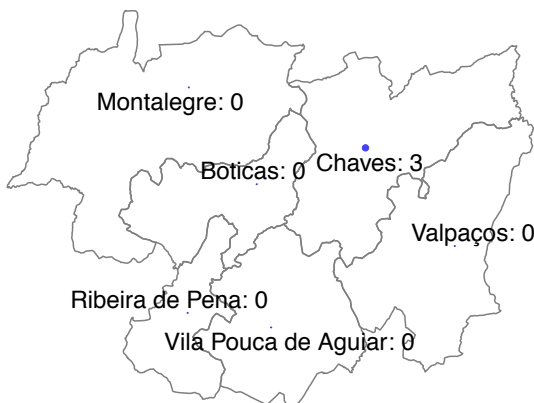 Montalegre: 0
Boticas: 0
Chaves: 3
Valpaços: 0
Ribeira de Pena: 0
Vila Pouca de Aguiar: 0